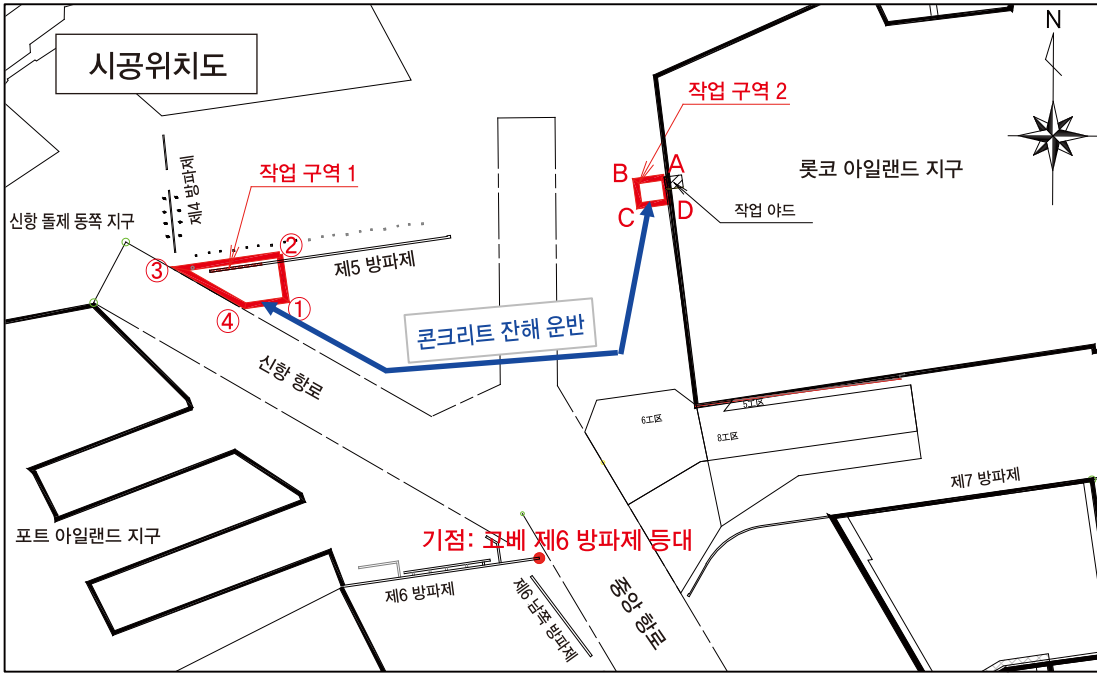 시공위치도
N
작업 구역 2
B
A
C
D
롯코 아일랜드 지구
작업 야드
작업 구역 1
제4 방파제
신항 돌제 동쪽 지구
②
③
제5 방파제
①
④
콘크리트 잔해 운반
신항 항로
6工区
5工区
8工区
제7 방파제
포트 아일랜드 지구
기점: 고베 제6 방파제 등대
제6 방파제
제6 남쪽 방파제
중앙 항로